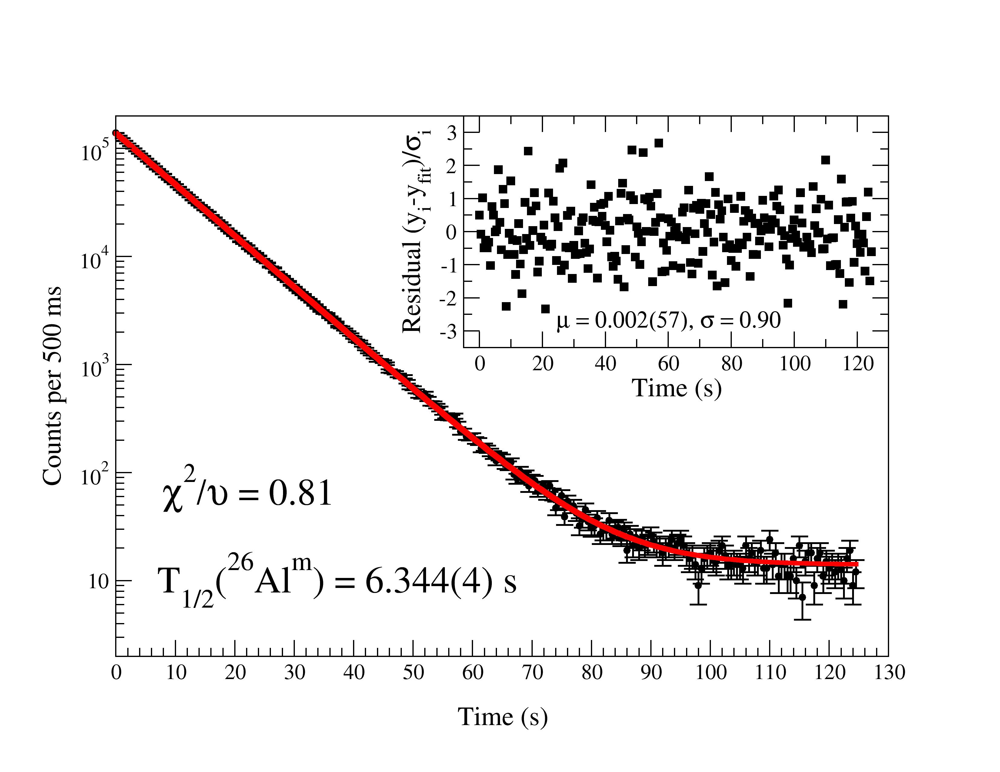 Counts per 500 ms
10⁵
10⁴
10³
10²
10
0 10 20 30 40 50 60 70 80 90 100 110 120 130
Time (s)
χ²/υ = 0.81
T₁/₂(²⁶Alᵐ) = 6.344(4) s
Residual (yᵢ-y_fit)/σᵢ
3
2
1
0
-1
-2
-3
μ = 0.002(57), σ = 0.90
0 20 40 60 80 100 120
Time (s)